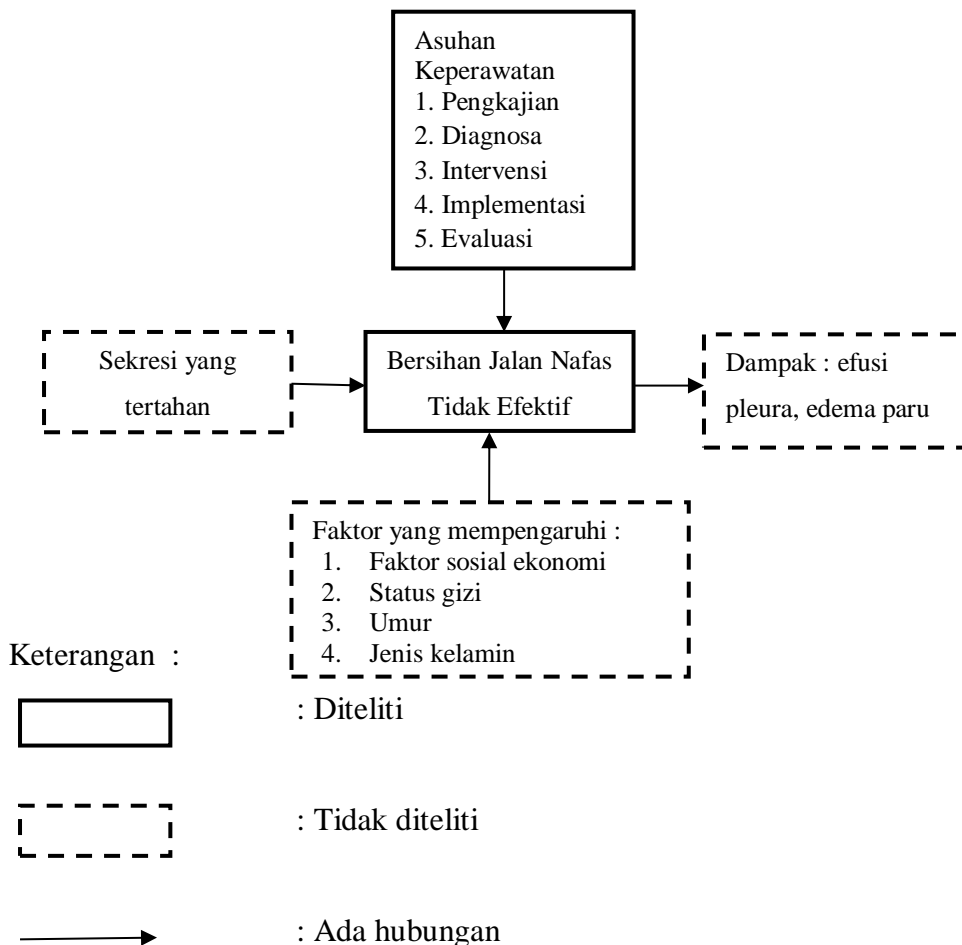 Asuhan
Keperawatan
1. Pengkajian
2. Diagnosa
3. Intervensi
4. Implementasi
5. Evaluasi
Sekresi yang
tertahan
Bersihan Jalan Nafas
Tidak Efektif
Dampak : efusi
pleura, edema paru
Faktor yang mempengaruhi :
1. Faktor sosial ekonomi
2. Status gizi
3. Umur
4. Jenis kelamin
Keterangan :
: Diteliti
: Tidak diteliti
: Ada hubungan